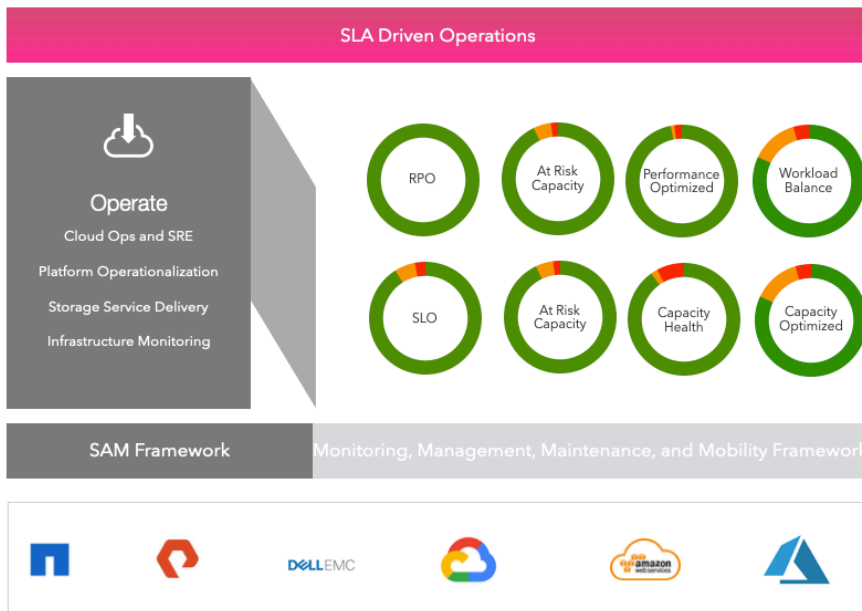 SLA Driven Operations
Operate
Cloud Ops and SRE
Platform Operationalization
Storage Service Delivery
Infrastructure Monitoring
RPO
At Risk
Capacity
Performance
Optimized
Workload
Balance
SLO
At Risk
Capacity
Capacity
Health
Capacity
Optimized
SAM Framework
Monitoring, Management, Maintenance, and Mobility Framework
DELLEMC
amazon
webservices